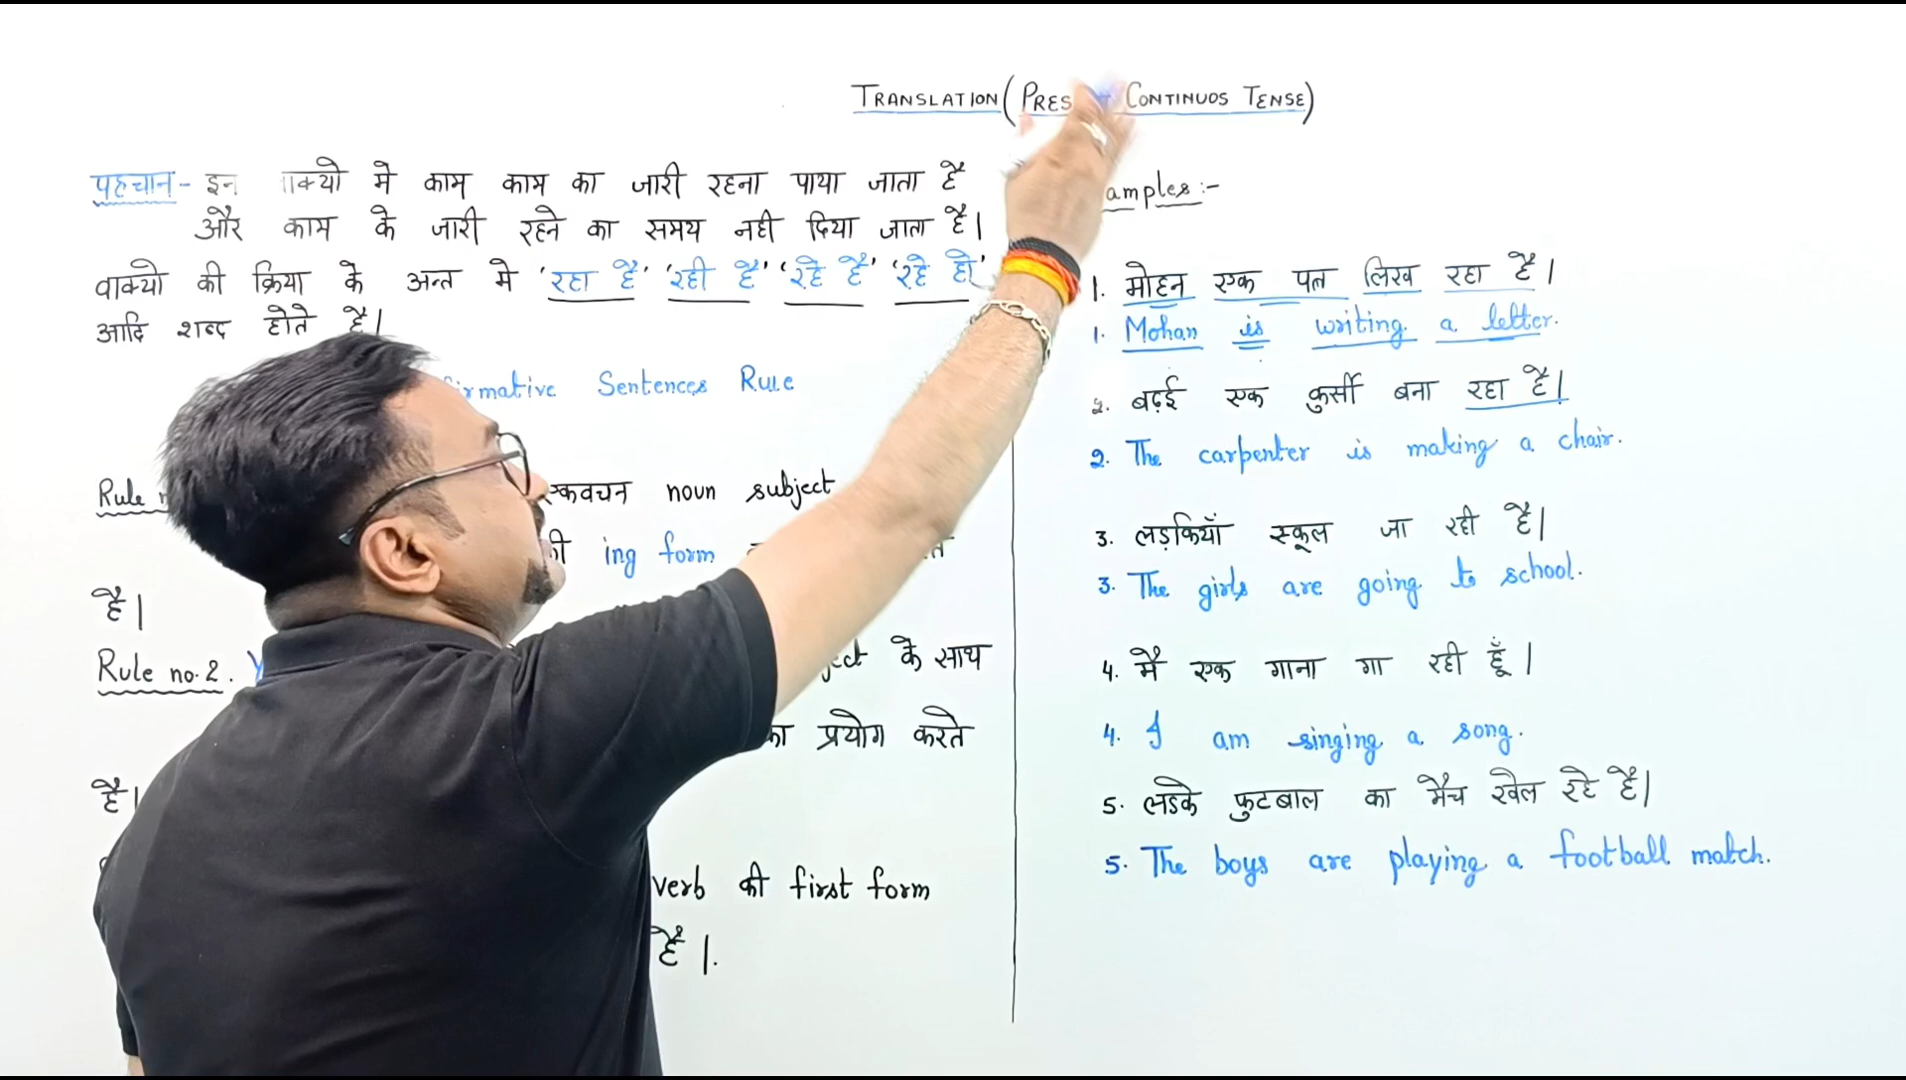 TRANSLATION (PRES CONTINUOS TENSE)
पहचान - इन में काम काम का जारी रहना पाया जाता है
और काम के जारी रहने का समय नही दिया जाता है।
वाक्यो की क्रिया के अन्त मे 'रहा है' 'रही है' 'रहे है' 'रहे हो'
आदि शब्द होते है।
Sentences Rule
Rule एकवचन noun subject
ing form
है।
Rule no. 2. के साथ
का प्रयोग करते
है।
verb की first form
है।
amples :-
1. मोहन एक पत्र लिख रहा है।
1. Mohan is writing a letter.
2. बढ़ई एक कुर्सी बना रहा है।
2. The carpenter is making a chair.
3. लड़कियाँ स्कूल जा रही है।
3. The girls are going to school.
4. मै एक गाना गा रही हूँ।
4. I am singing a song.
5. लडके फुटबाल का मैच खेल रहे है।
5. The boys are playing a football match.